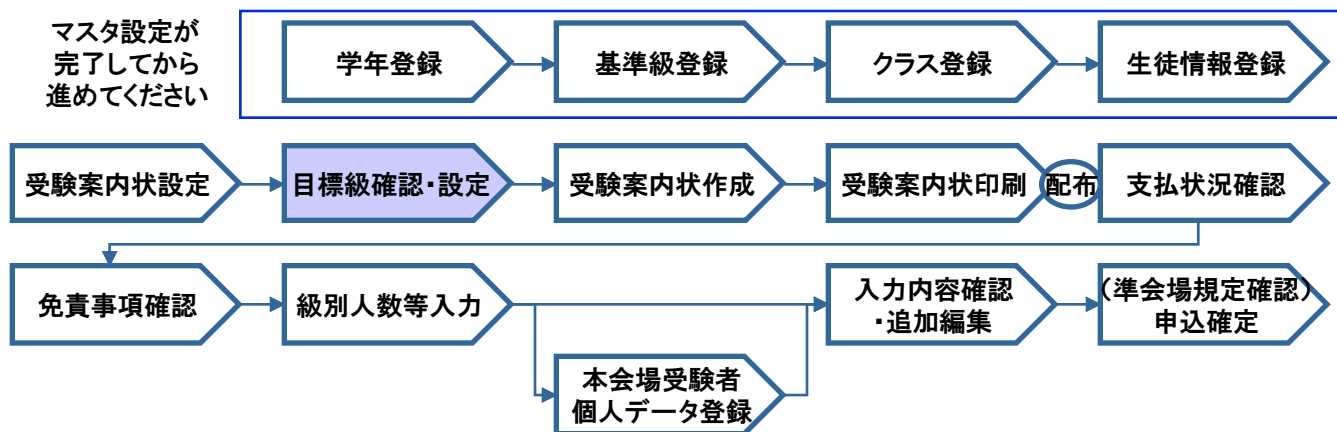 マスタ設定が
完了してから
進めてください
学年登録
基準級登録
クラス登録
生徒情報登録
受験案内状設定
目標級確認・設定
受験案内状作成
受験案内状印刷
配布
支払状況確認
免責事項確認
級別人数等入力
入力内容確認
・追加編集
(準会場規定確認)
申込確定
本会場受験者
個人データ登録